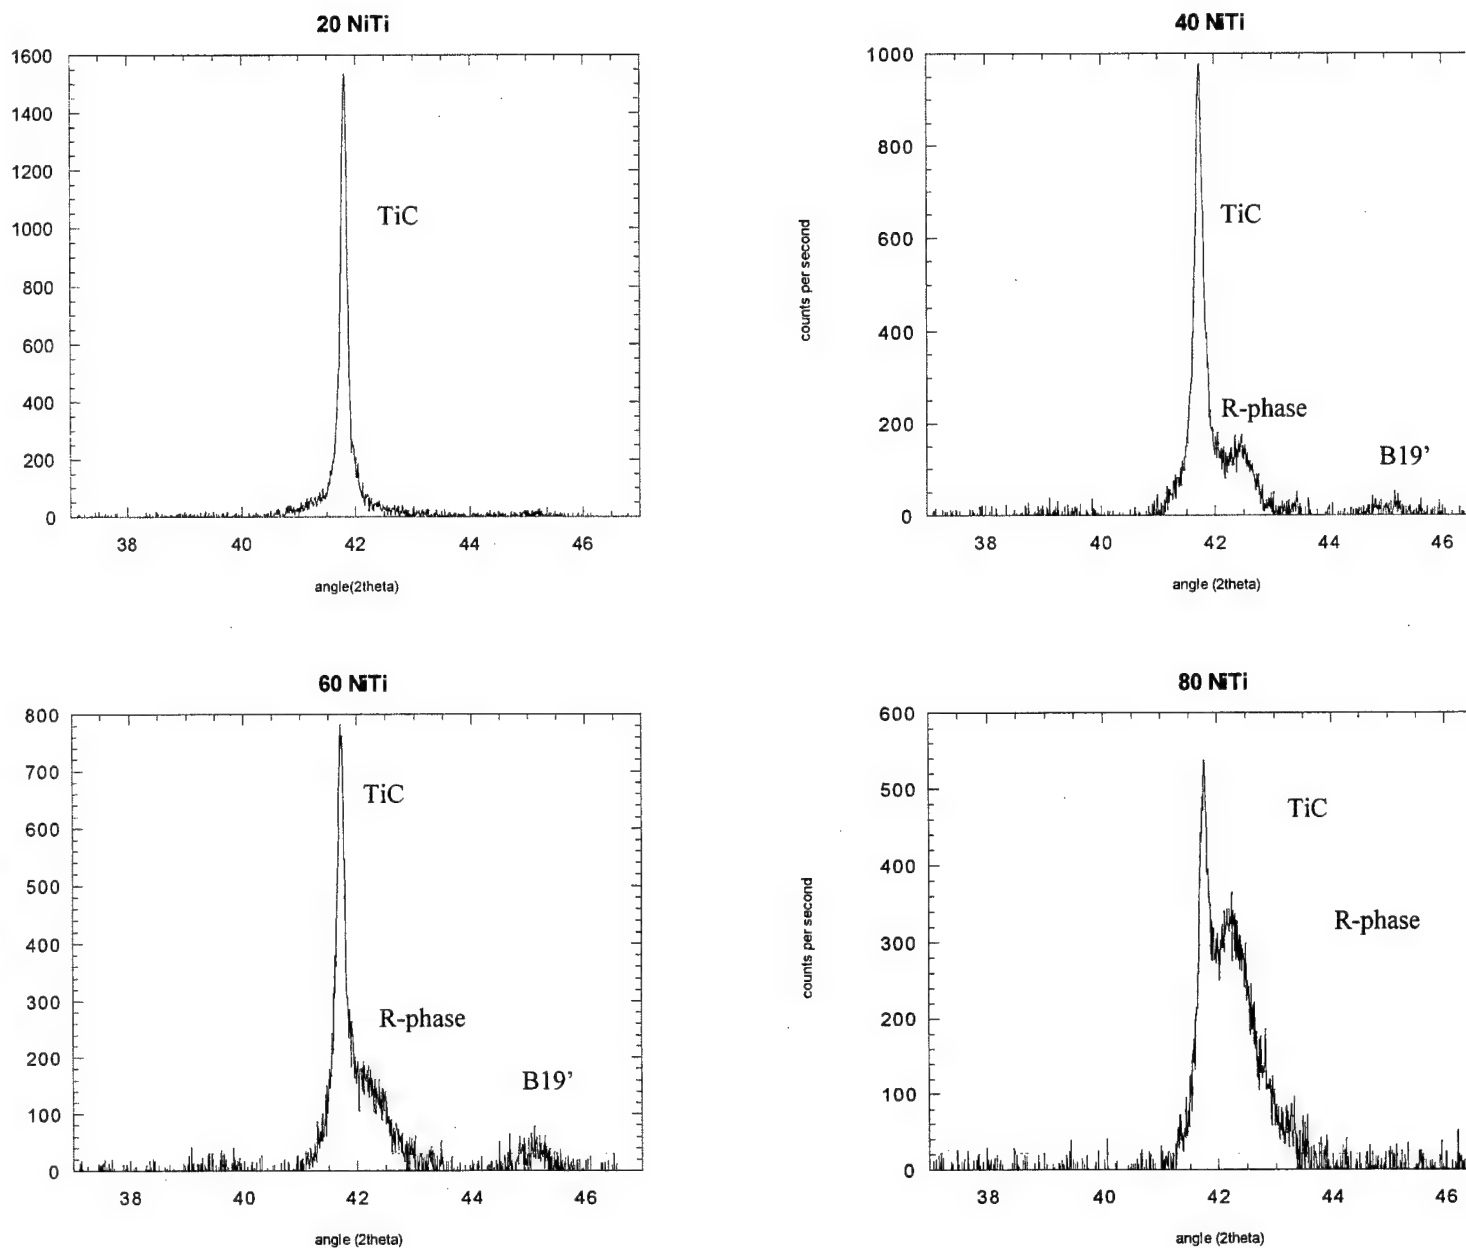 20 NiTi
1600
1400
1200
1000
800
600
400
200
0
TiC
38 40 42 44 46
angle(2theta)
40 NiTi
1000
800
600
400
200
0
counts per second
TiC
R-phase
B19’
38 40 42 44 46
angle (2theta)
60 NiTi
800
700
600
500
400
300
200
100
0
TiC
R-phase
B19’
38 40 42 44 46
angle (2theta)
80 NiTi
600
500
400
300
200
100
0
counts per second
TiC
R-phase
38 40 42 44 46
angle (2theta)